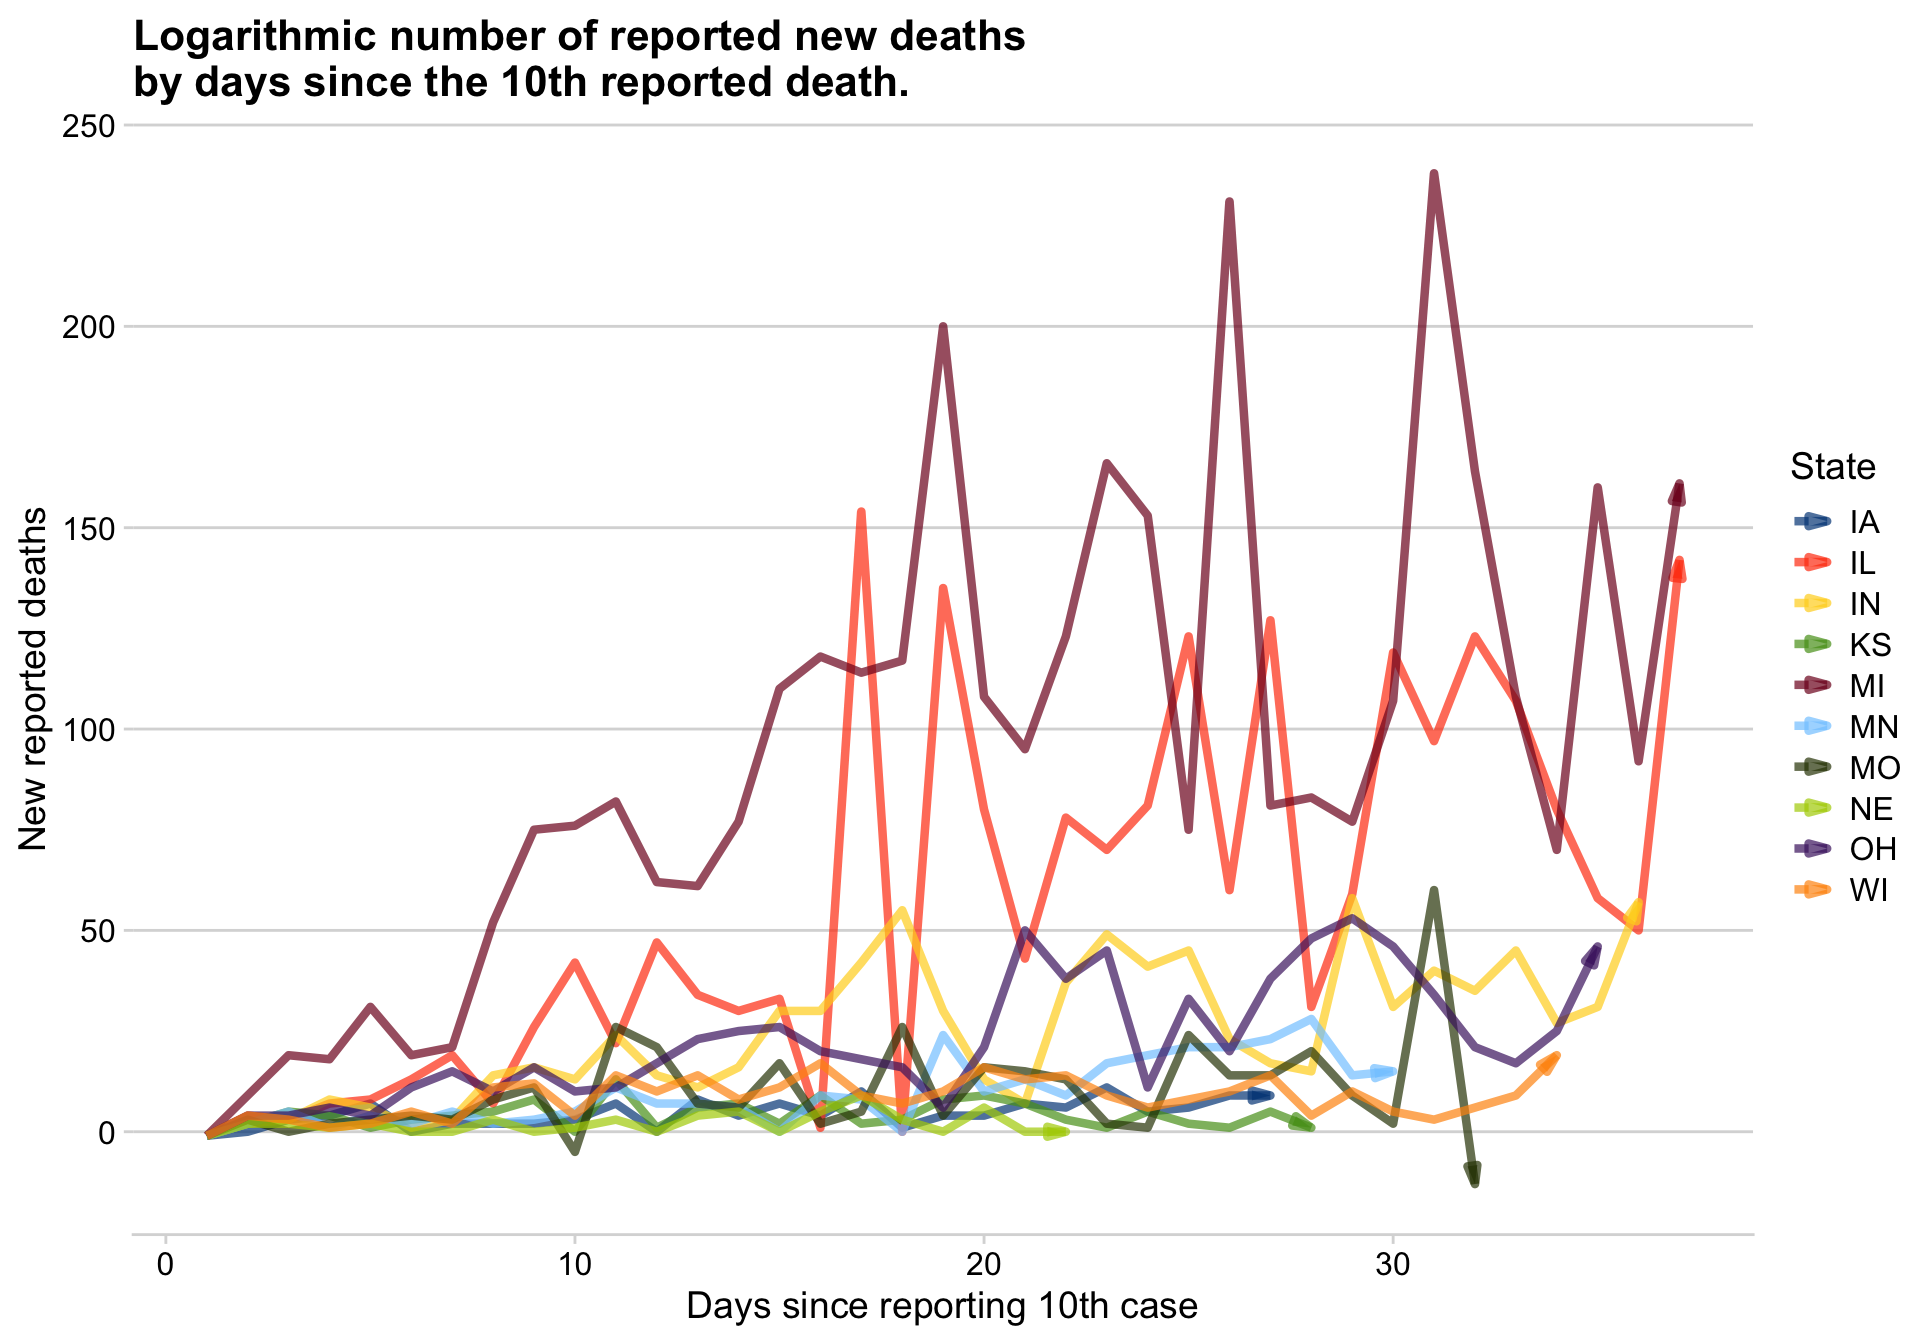 Logarithmic number of reported new deaths
by days since the 10th reported death.
250
200
150
100
50
0
New reported deaths
0 10 20 30
Days since reporting 10th case
State
IA
IL
IN
KS
MI
MN
MO
NE
OH
WI